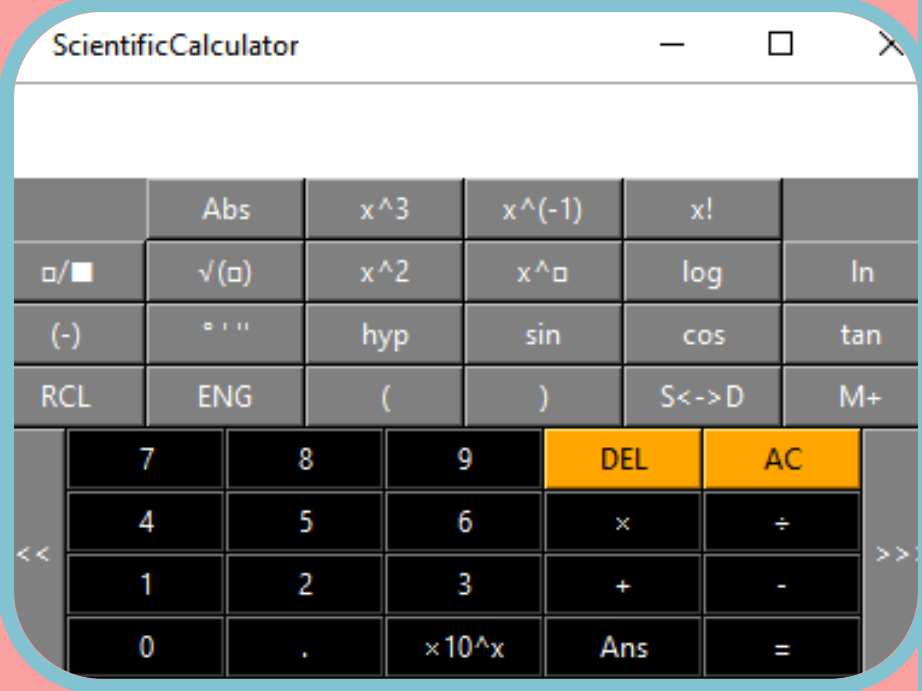 ScientificCalculator
Abs x^3 x^(-1) x!
▫/■ √(▫) x^2 x^▫ log ln
(-) ° ' " hyp sin cos tan
RCL ENG ( ) S<->D M+
7 8 9 DEL AC
4 5 6 × ÷
<< >>
1 2 3 + -
0 . ×10^x Ans =